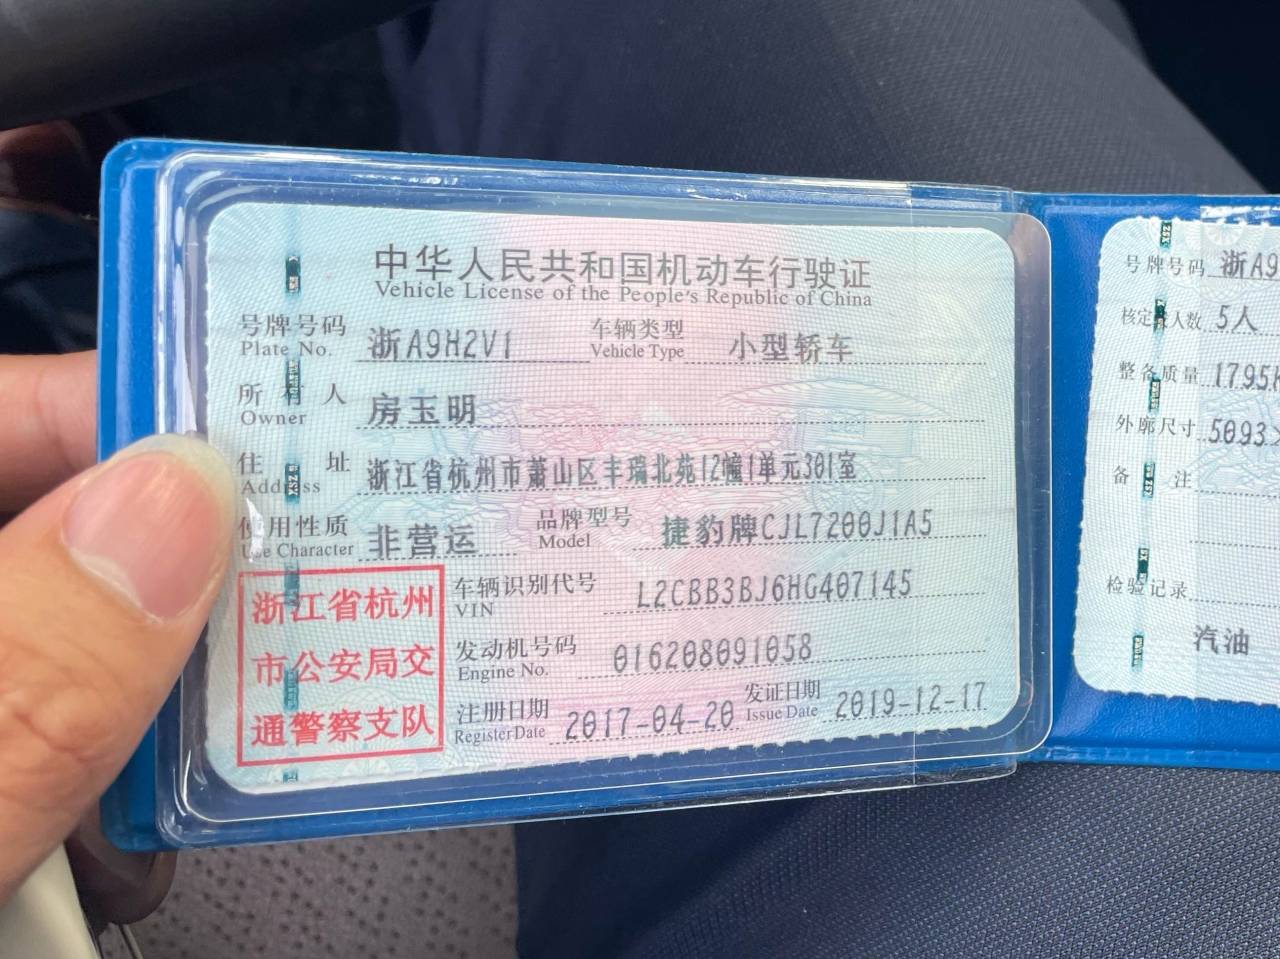 中华人民共和国机动车行驶证
Vehicle License of the People's Republic of China
号牌号码 浙A9H2V1 车辆类型 小型轿车
Plate No. Vehicle Type
所有人 房玉明
Owner
住址 浙江省杭州市萧山区丰瑞北苑12幢1单元301室
Address
使用性质 非营运 品牌型号 捷豹牌CJL7200J1A5
Use Character Model
浙江省杭州
市公安局交
通警察支队
车辆识别代号 L2CBB3BJ6HG407145
VIN
发动机号码 016208091058
Engine No.
注册日期 2017-04-20 发证日期 2019-12-17
Register Date Issue Date
号牌号码 浙A9
核定载人数 5人
整备质量 1795k
外廓尺寸 5093×
备注
检验记录
汽油